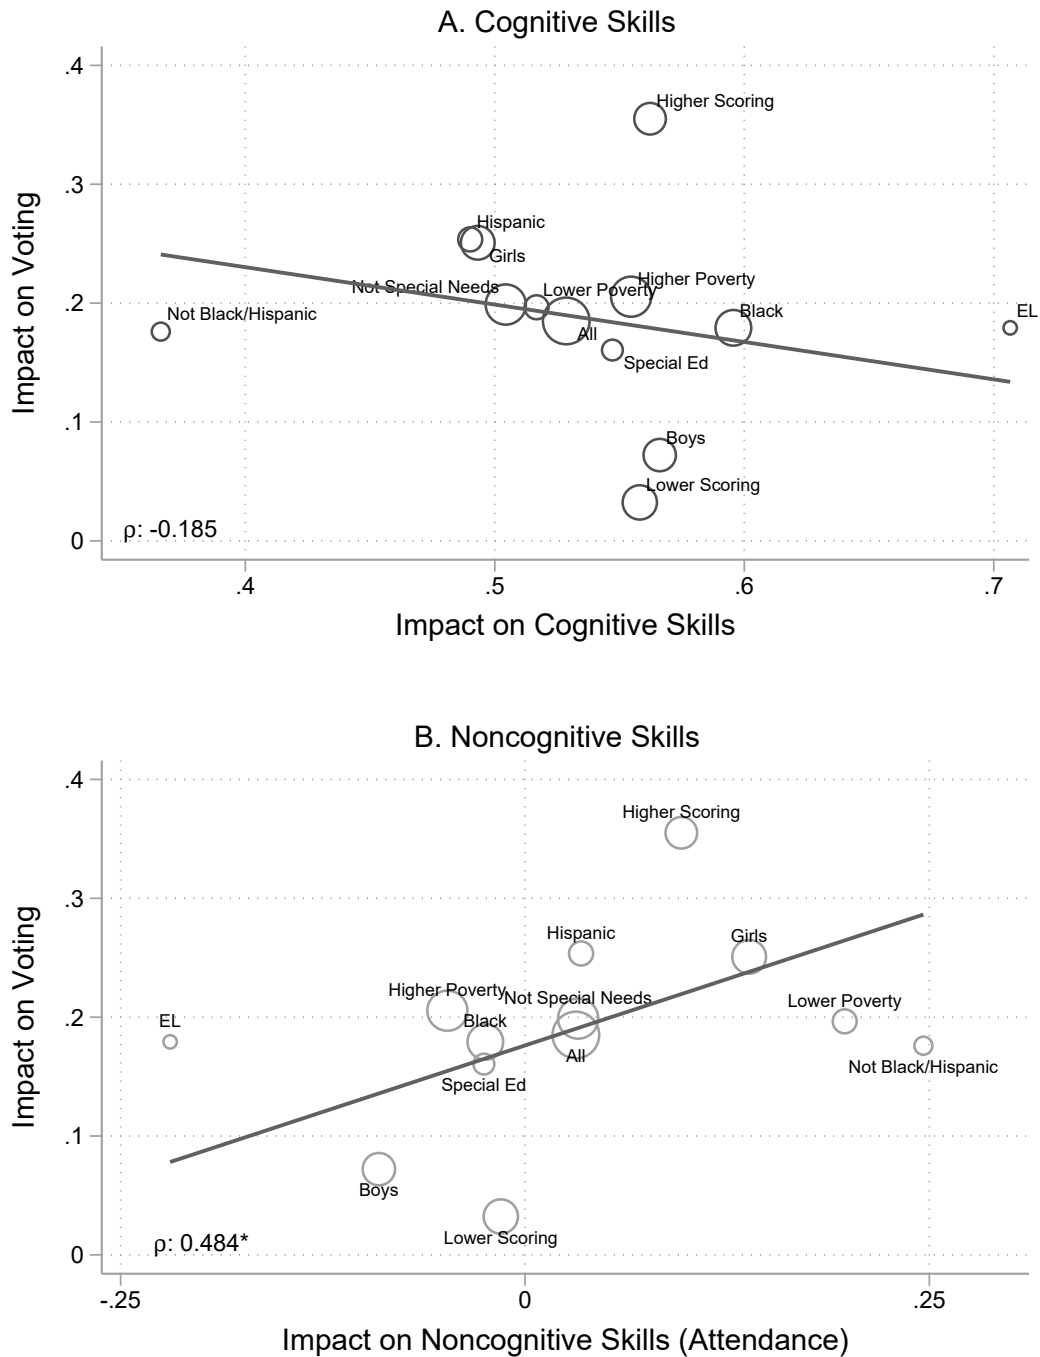 A. Cognitive Skills
.4
.3
.2
.1
0
Impact on Voting
Higher Scoring
Hispanic
Girls
Not Special Needs
Lower Poverty
Higher Poverty
Not Black/Hispanic
All
Black
EL
Special Ed
Boys
Lower Scoring
ρ: -0.185
.4
.5
.6
.7
Impact on Cognitive Skills
B. Noncognitive Skills
.4
.3
.2
.1
0
Impact on Voting
Higher Scoring
Hispanic
Girls
Higher Poverty
Not Special Needs
Lower Poverty
EL
Black
All
Not Black/Hispanic
Special Ed
Boys
Lower Scoring
ρ: 0.484*
-.25
0
.25
Impact on Noncognitive Skills (Attendance)